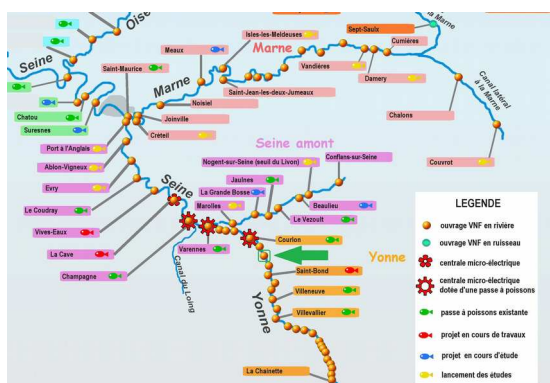 Oise
la Marne
Sept-Saulx
Isles-les-Meldeuses
Cumières
Meaux
Marne
Seine
Vandières
Damery
Saint-Maurice
Marne
Canal latéral
à la Marne
Noisiel
Saint-Jean-les-deux-Jumeaux
Chatou
Joinville
Chalons
Suresnes
Créteil
Port à l'Anglais
Seine amont
Couvrot
Nogent-sur-Seine (seuil du Livon)
Conflans-sur-Seine
Ablon-Vigneux
Jaulnes
Evry
Seine
La Grande Bosse
Beaulieu
Marolles
Le Coudray
Le Vezoult
Vives-Eaux
Courlon
La Cave
Varennes
Yonne
Saint-Bond
Champagne
Canal du Loing
Villeneuve
Yonne
Villevallier
La Chainette
LEGENDE
ouvrage VNF en rivière
ouvrage VNF en ruisseau
centrale micro-électrique
centrale micro-électrique
dotée d'une passe à poissons
passe à poissons existante
projet en cours de travaux
projet en cours d'étude
lancement des études